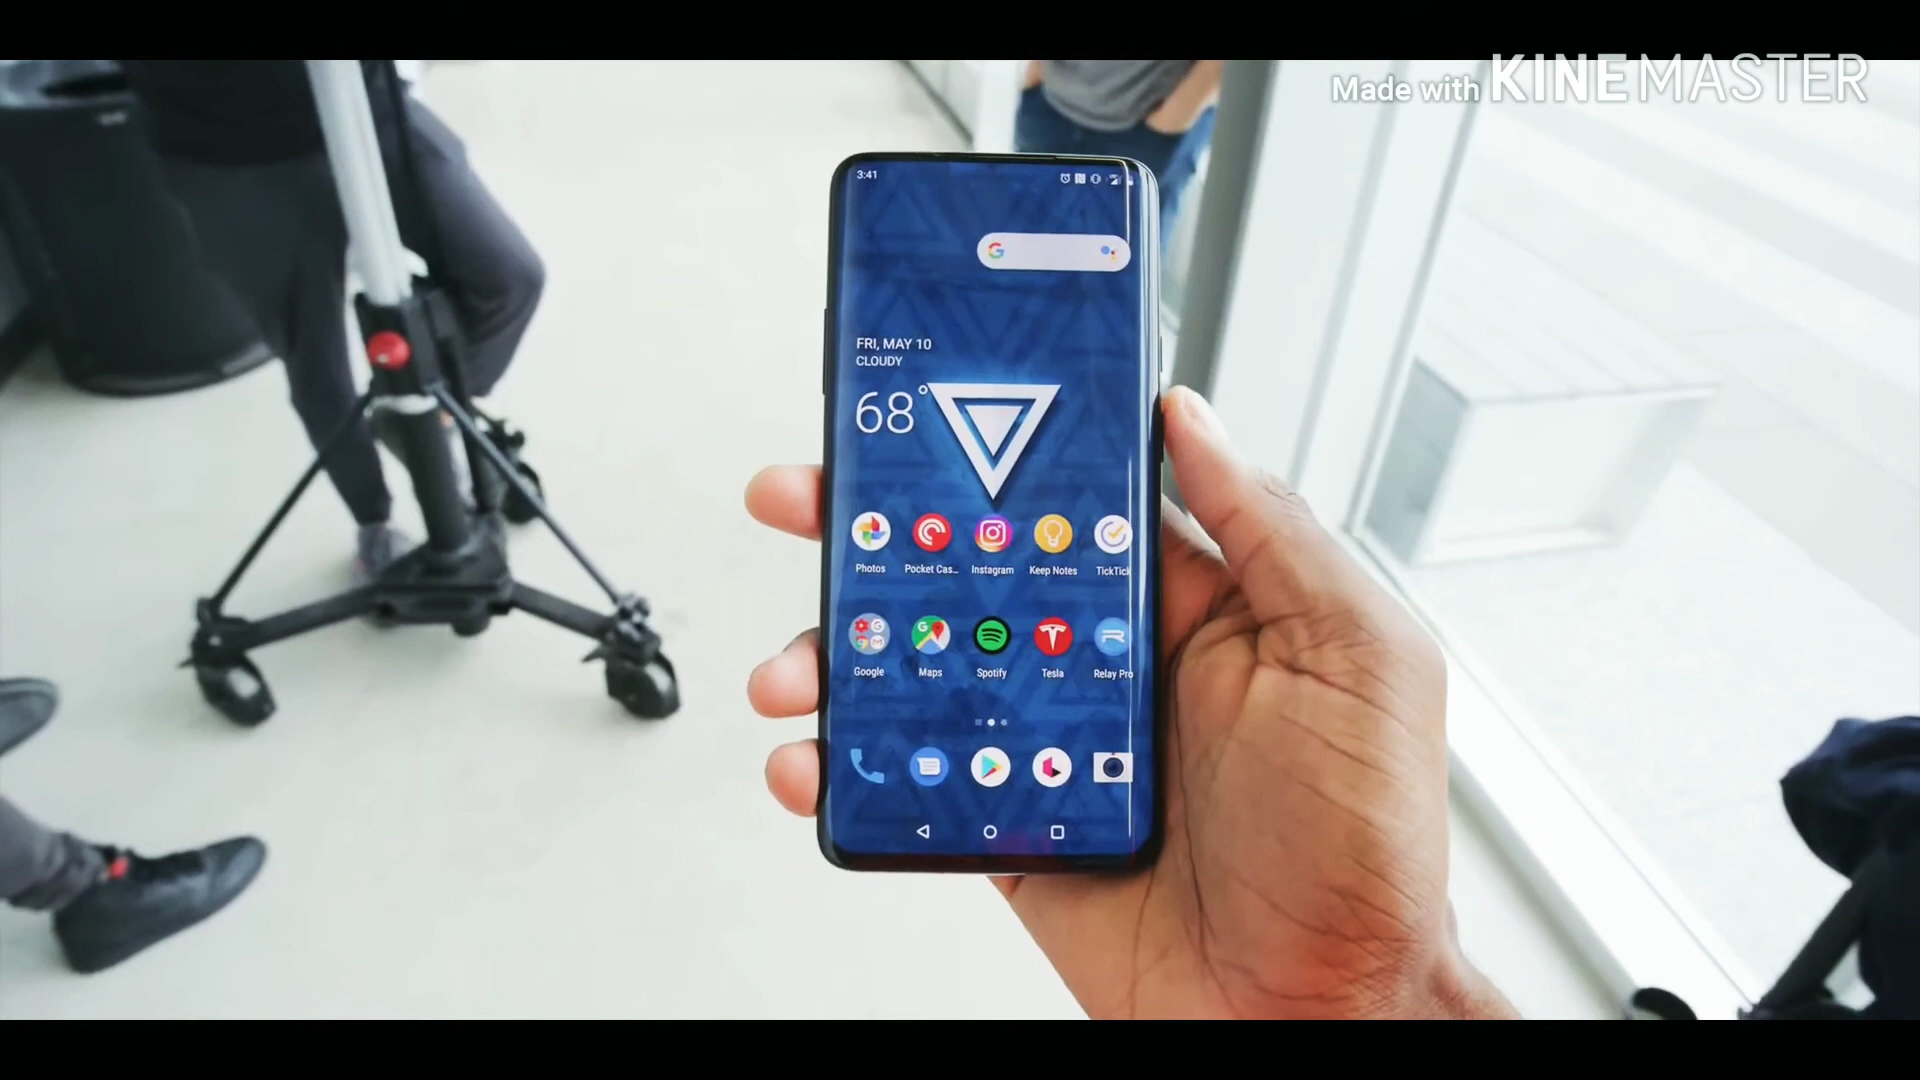 Made with KINEMASTER
3:41
FRI, MAY 10
CLOUDY
68°
Photos
Pocket Cas...
Instagram
Keep Notes
TickTick
Google
Maps
Spotify
Tesla
Relay Pro